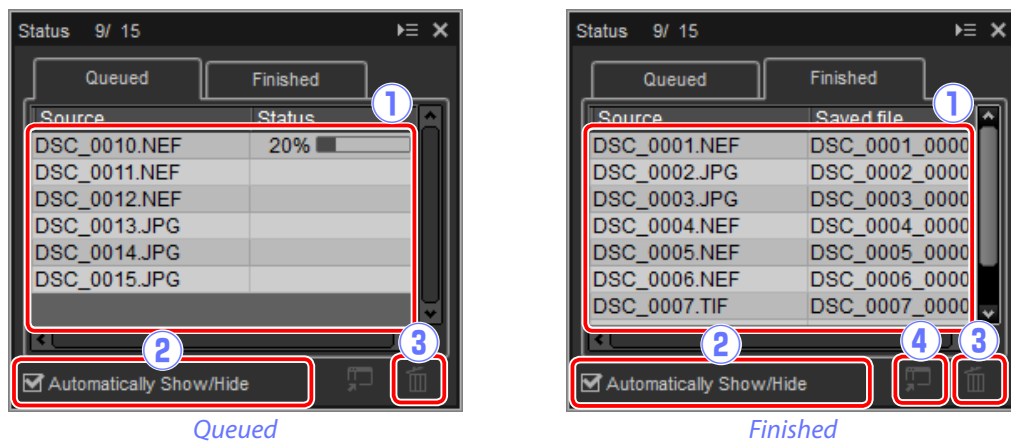 Status 9/ 15
Queued Finished
1
Source Status
DSC_0010.NEF 20%
DSC_0011.NEF
DSC_0012.NEF
DSC_0013.JPG
DSC_0014.JPG
DSC_0015.JPG
2
3
Automatically Show/Hide
Queued
Status 9/ 15
Queued Finished
1
Source Saved file
DSC_0001.NEF DSC_0001_0000
DSC_0002.JPG DSC_0002_0000
DSC_0003.JPG DSC_0003_0000
DSC_0004.NEF DSC_0004_0000
DSC_0005.NEF DSC_0005_0000
DSC_0006.NEF DSC_0006_0000
DSC_0007.TIF DSC_0007_0000
2
4
3
Automatically Show/Hide
Finished